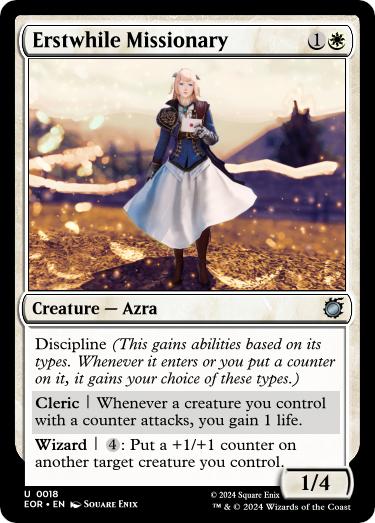 Erstwhile Missionary 1
Creature — Azra
Discipline (This gains abilities based on its
types. Whenever it enters or you put a counter
on it, it gains your choice of these types.)
Cleric | Whenever a creature you control
with a counter attacks, you gain 1 life.
Wizard | 4: Put a +1/+1 counter on
another target creature you control.
1/4
U 0018
EOR • EN SQUARE ENIX
© 2024 Square Enix
™ & © 2024 Wizards of the Coast